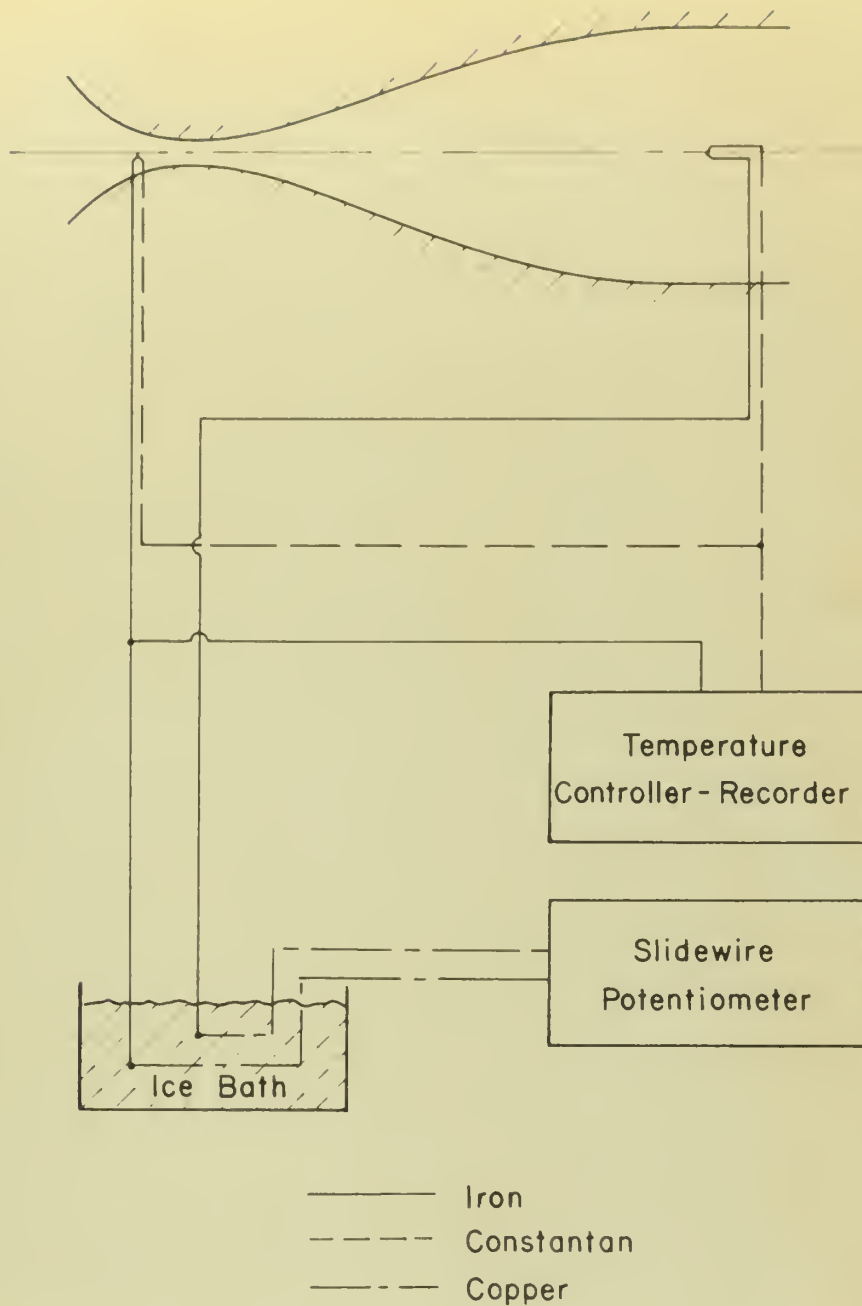 Temperature
Controller - Recorder
Slidewire
Potentiometer
Ice Bath
Iron
Constantan
Copper